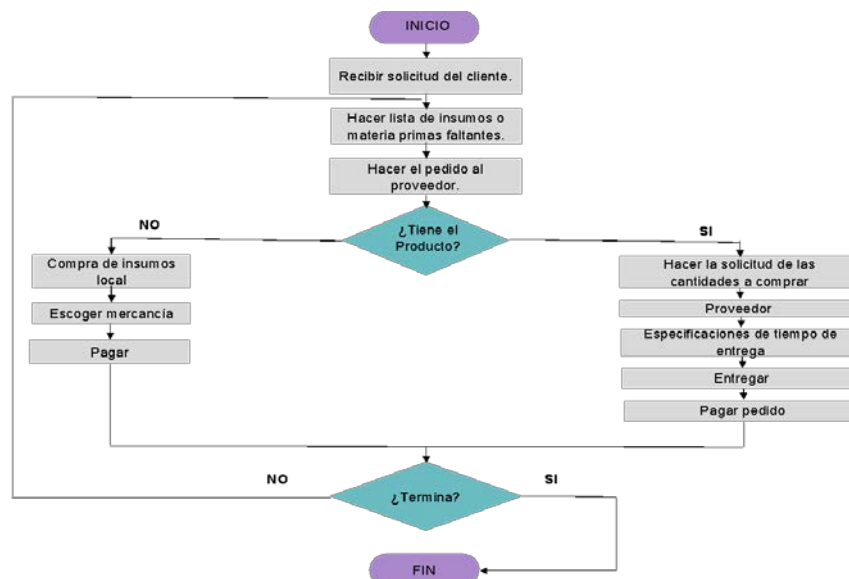 INICIO
Recibir solicitud del cliente.
Hacer lista de insumos o
materia primas faltantes.
Hacer el pedido al
proveedor.
¿Tiene el
Producto?
NO
SI
Compra de insumos
local
Escoger mercancía
Pagar
Hacer la solicitud de las
cantidades a comprar
Proveedor
Especificaciones de tiempo de
entrega
Entregar
Pagar pedido
¿Termina?
NO
SI
FIN